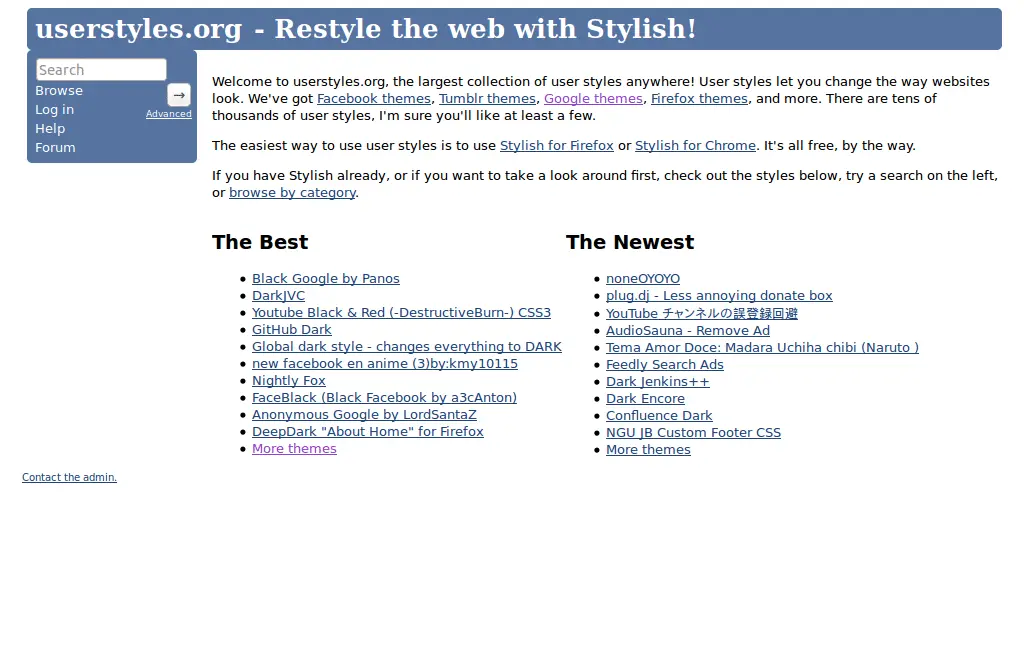 userstyles.org - Restyle the web with Stylish!
Search
Browse
→
Log in
Advanced
Help
Forum
Welcome to userstyles.org, the largest collection of user styles anywhere! User styles let you change the way websites
look. We've got Facebook themes, Tumblr themes, Google themes, Firefox themes, and more. There are tens of
thousands of user styles, I'm sure you'll like at least a few.
The easiest way to use user styles is to use Stylish for Firefox or Stylish for Chrome. It's all free, by the way.
If you have Stylish already, or if you want to take a look around first, check out the styles below, try a search on the left,
or browse by category.
The Best
Black Google by Panos
DarkJVC
Youtube Black & Red (-DestructiveBurn-) CSS3
GitHub Dark
Global dark style - changes everything to DARK
new facebook en anime (3)by:kmy10115
Nightly Fox
FaceBlack (Black Facebook by a3cAnton)
Anonymous Google by LordSantaZ
DeepDark "About Home" for Firefox
More themes
The Newest
noneOYOYO
plug.dj - Less annoying donate box
YouTube チャンネルの誤登録回避
AudioSauna - Remove Ad
Tema Amor Doce: Madara Uchiha chibi (Naruto )
Feedly Search Ads
Dark Jenkins++
Dark Encore
Confluence Dark
NGU JB Custom Footer CSS
More themes
Contact the admin.